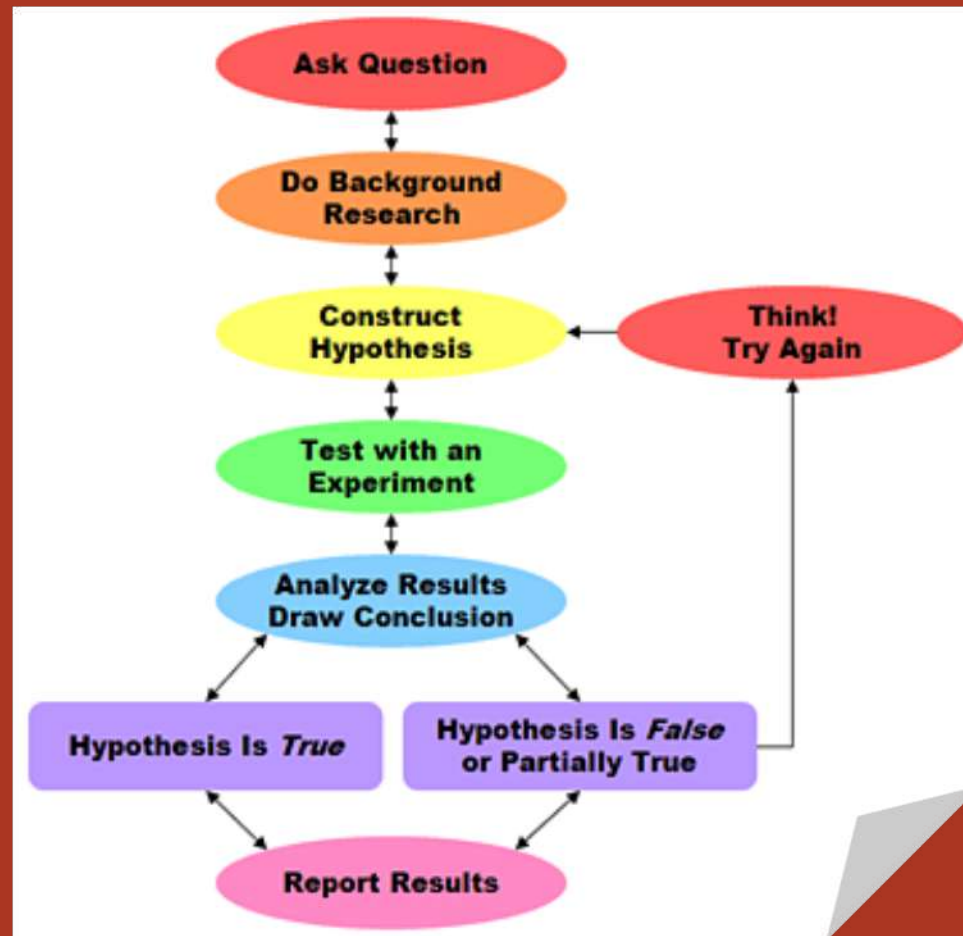 Ask Question
Do Background
Research
Construct
Hypothesis
Think!
Try Again
Test with an
Experiment
Analyze Results
Draw Conclusion
Hypothesis Is True
Hypothesis Is False
or Partially True
Report Results